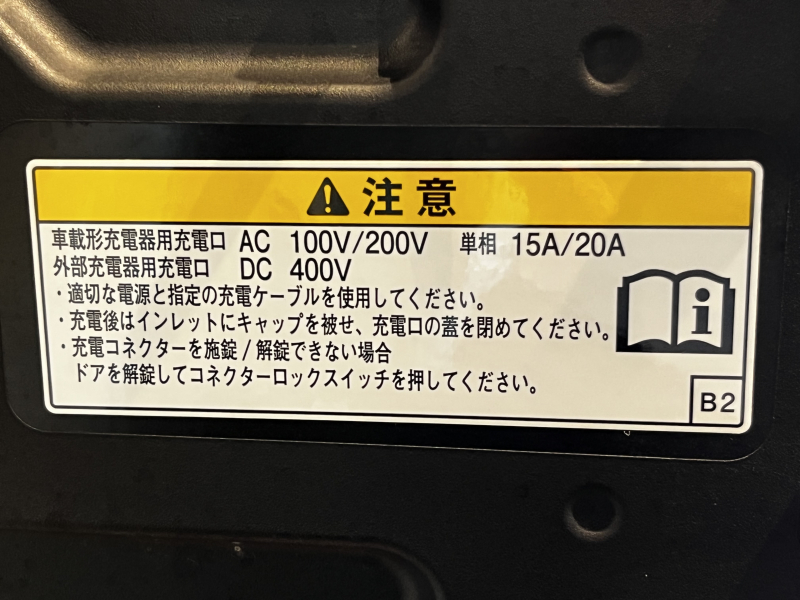 ⚠注意
車載形充電器用充電口 AC 100V/200V 単相 15A/20A
外部充電器用充電口 DC 400V
・適切な電源と指定の充電ケーブルを使用してください。
・充電後はインレットにキャップを被せ、充電口の蓋を閉めてください。
・充電コネクターを施錠/解錠できない場合
ドアを解錠してコネクターロックスイッチを押してください。
B2